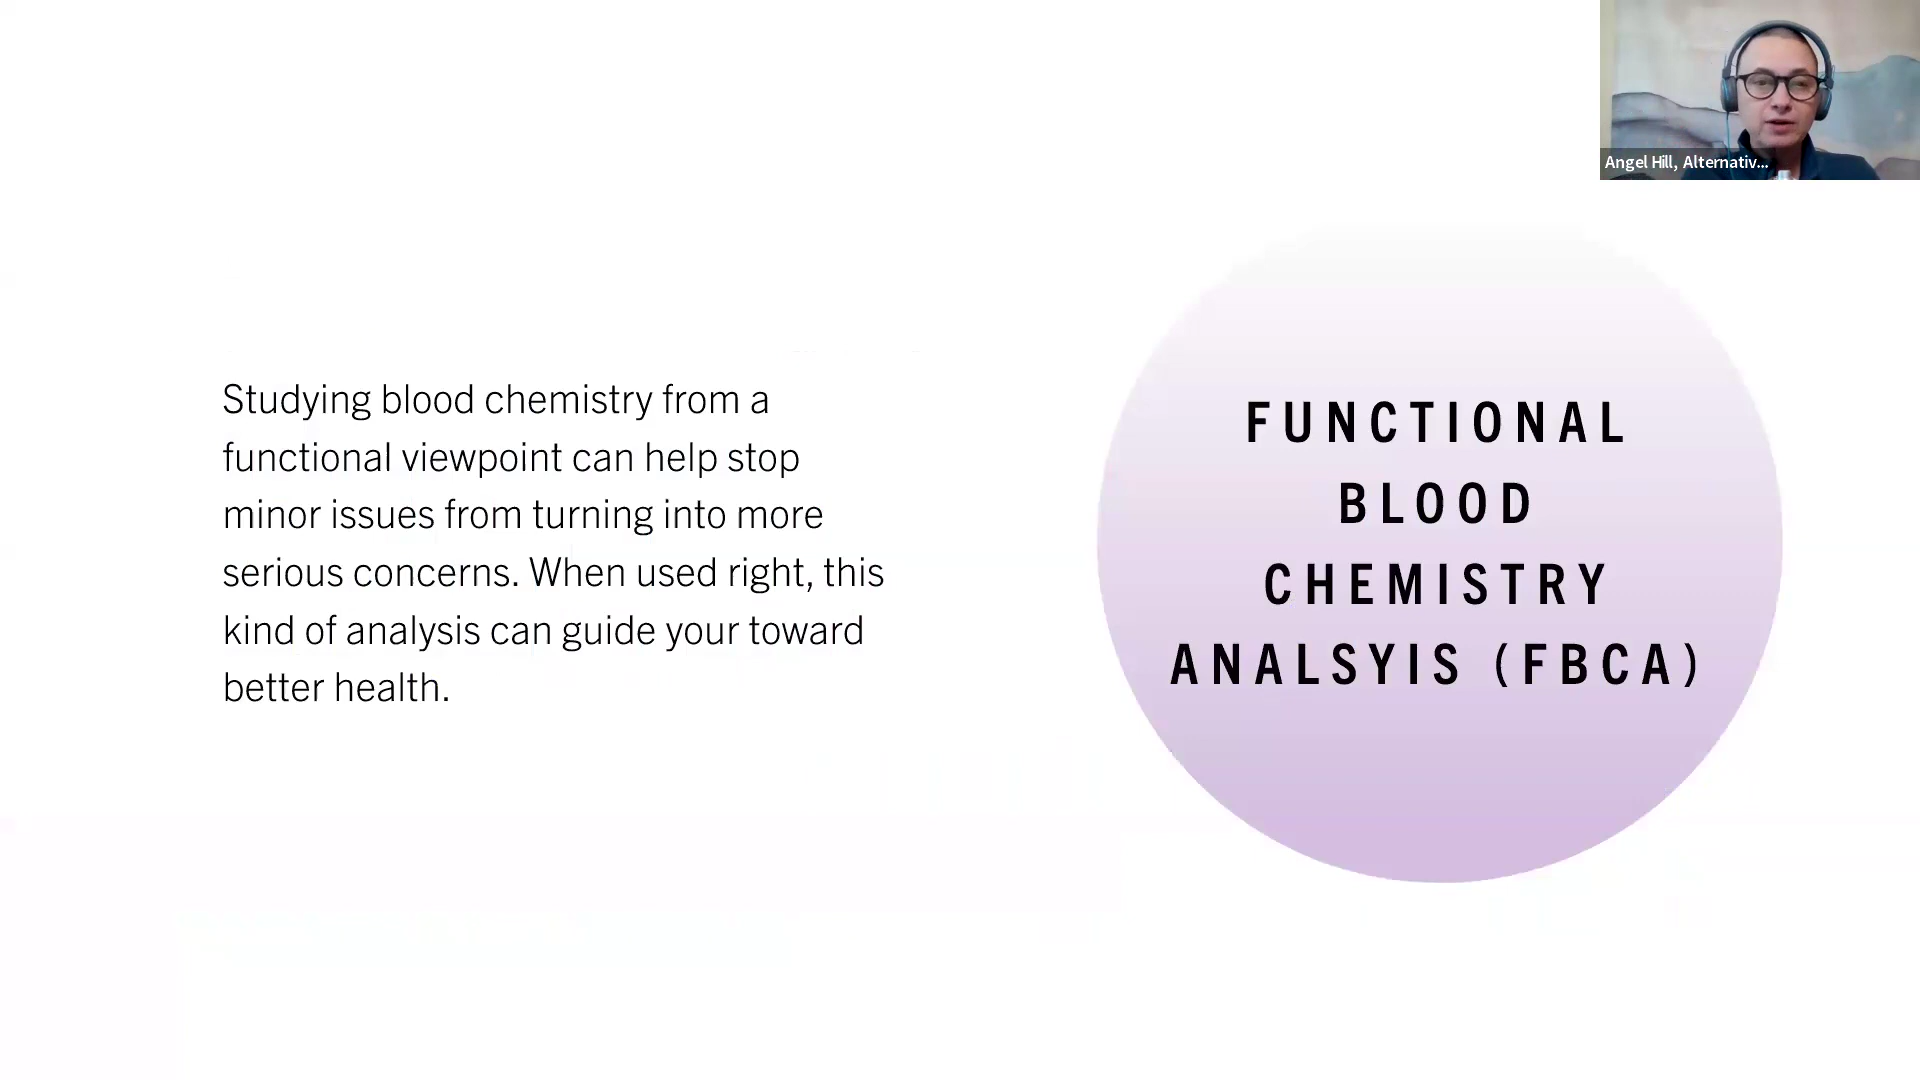 Angel Hill, Alternativ...
Studying blood chemistry from a
functional viewpoint can help stop
minor issues from turning into more
serious concerns. When used right, this
kind of analysis can guide your toward
better health.
FUNCTIONAL
BLOOD
CHEMISTRY
ANALSYIS (FBCA)